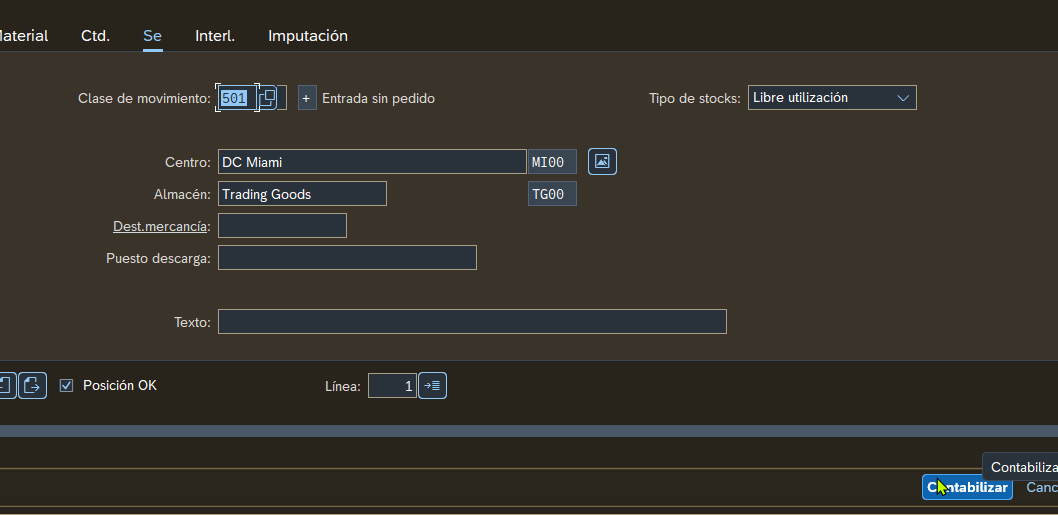 Material Ctd. Se Interl. Imputación
Clase de movimiento: 501 + Entrada sin pedido Tipo de stocks: Libre utilización
Centro: DC Miami MI00
Almacén: Trading Goods TG00
Dest.mercancía:
Puesto descarga:
Texto:
Posición OK Línea: 1
Contabiliza
Contabilizar Canc